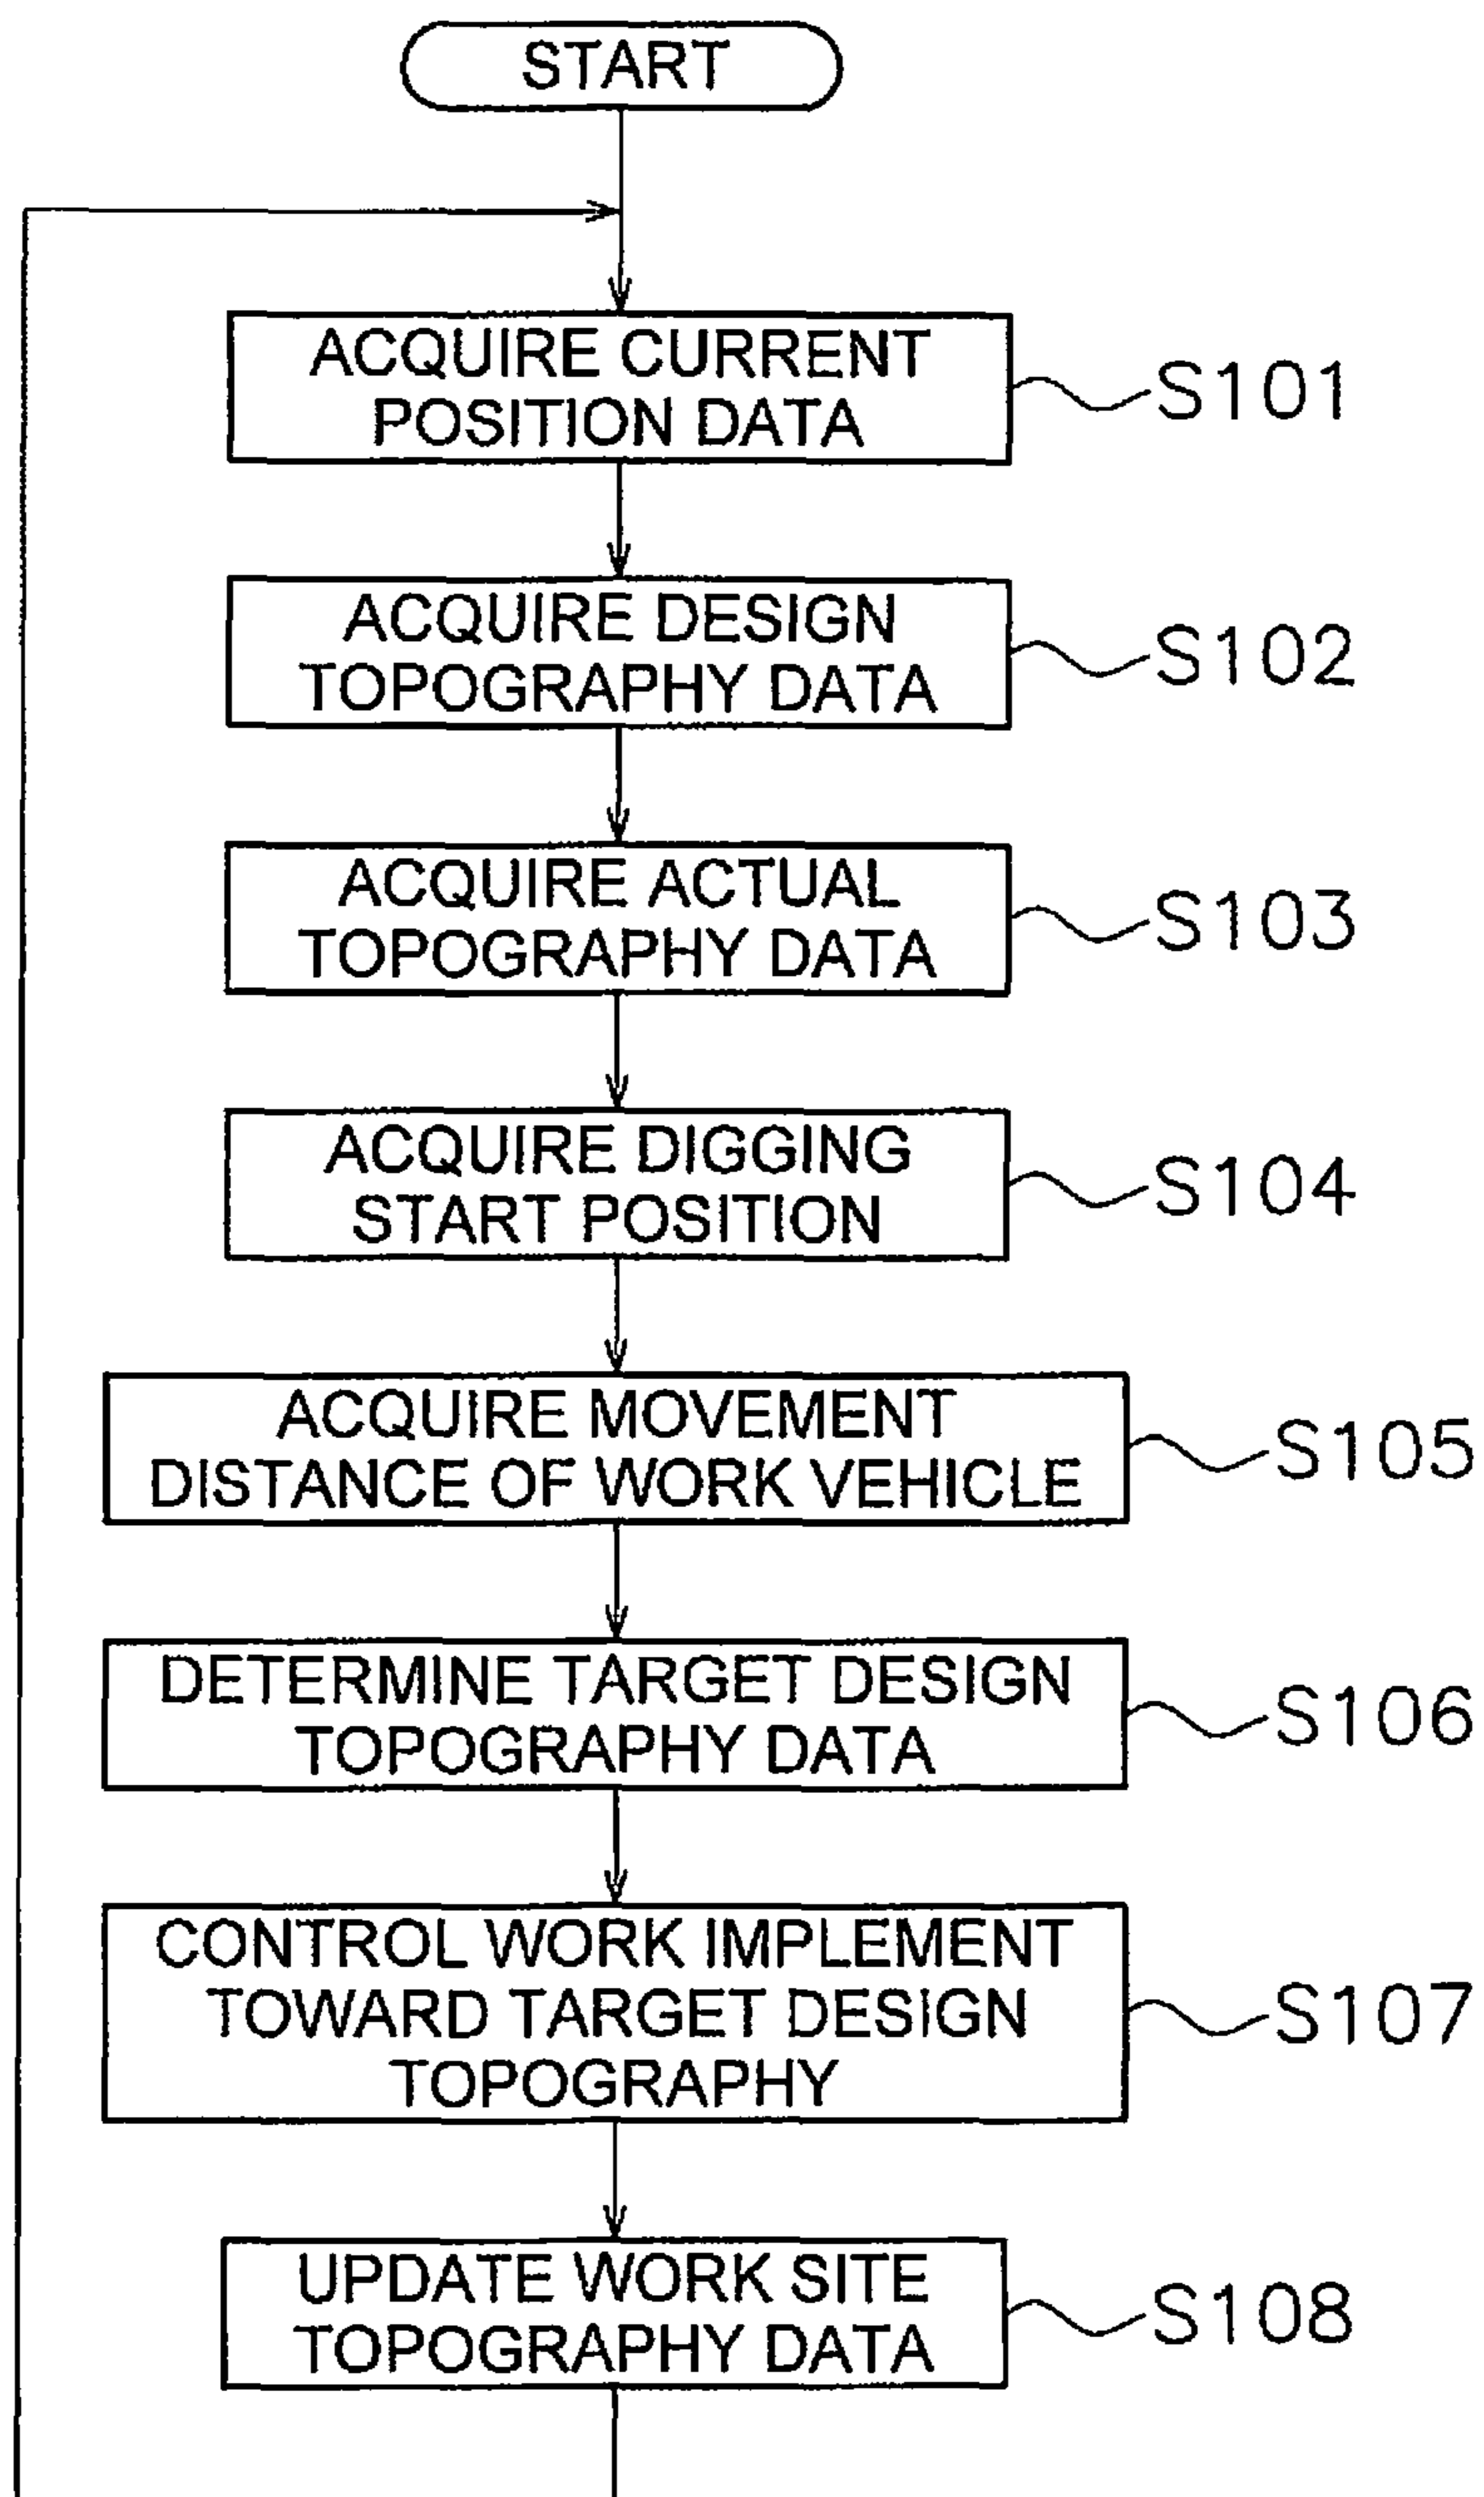 START
ACQUIRE CURRENT
POSITION DATA
S101
ACQUIRE DESIGN
TOPOGRAPHY DATA
S102
ACQUIRE ACTUAL
TOPOGRAPHY DATA
S103
ACQUIRE DIGGING
START POSITION
S104
ACQUIRE MOVEMENT
DISTANCE OF WORK VEHICLE
S105
DETERMINE TARGET DESIGN
TOPOGRAPHY DATA
S106
CONTROL WORK IMPLEMENT
TOWARD TARGET DESIGN
TOPOGRAPHY
S107
UPDATE WORK SITE
TOPOGRAPHY DATA
S108